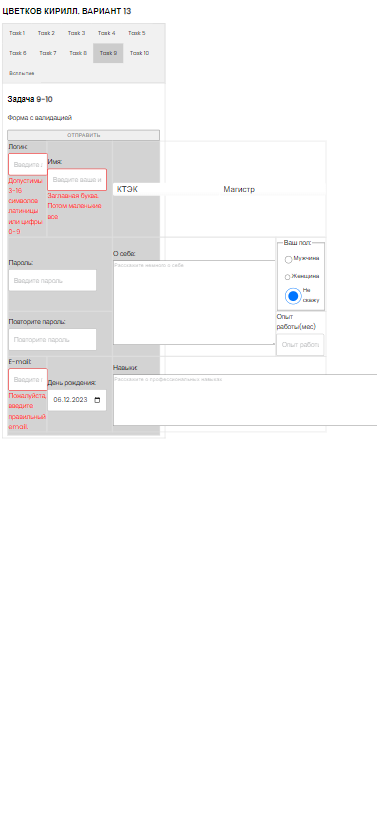 ЦВЕТКОВ КИРИЛЛ. ВАРИАНТ 13
Task 1 Task 2 Task 3 Task 4 Task 5
Task 6 Task 7 Task 8 Task 9 Task 10
Всплытие
Задача 9-10
Форма с валидацией
ОТПРАВИТЬ
Логин:
Введите
Допустимы
3-16
символов
латиницы
или цифры
0-9
Имя:
Введите ваше и
Заглавная буква.
Потом маленькие
все
КТЭК
Магистр
Пароль:
Введите пароль
О себе:
Расскажите немного о себе
Ваш пол:
Мужчина
Женщина
Не
скажу
Повторите пароль:
Повторите пароль
Опыт
работы(мес)
Опыт работ
E-mail:
Введите
Пожалуйста,
введите
правильный
email.
День рождения:
06.12.2023
Навыки:
Расскажите о профессиональных навыках